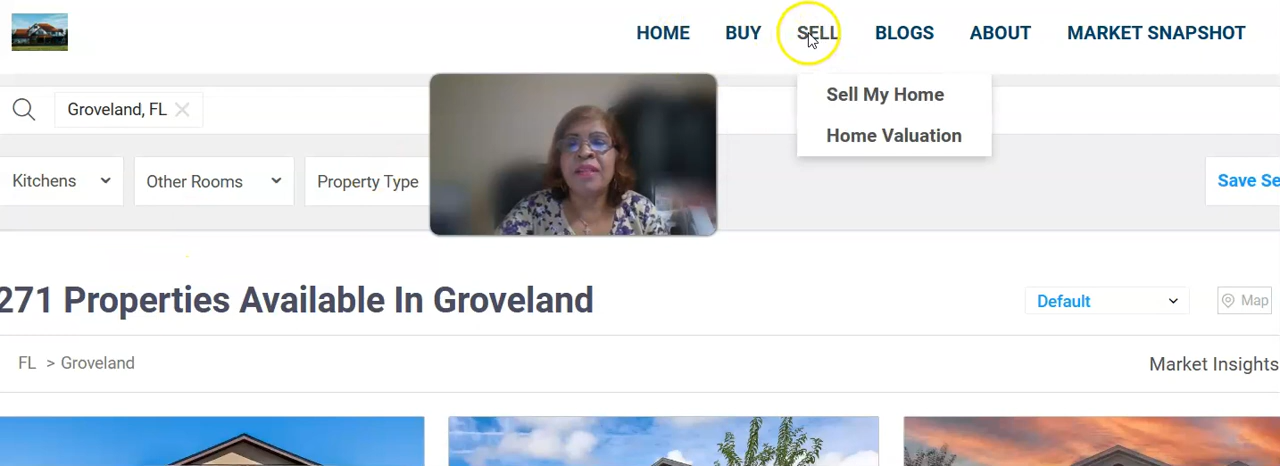 HOME BUY SELL BLOGS ABOUT MARKET SNAPSHOT
Sell My Home
Home Valuation
Groveland, FL
Kitchens Other Rooms Property Type Save Se
271 Properties Available In Groveland
Default Map
FL > Groveland Market Insights